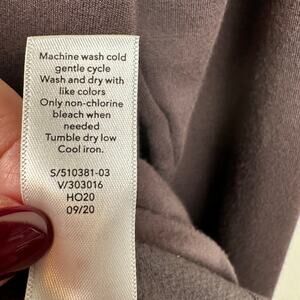 Machine wash cold
gentle cycle
Wash and dry with
like colors
Only non-chlorine
bleach when
needed
Tumble dry low
Cool iron.
S/510381-03
V/303016
HO20
09/20